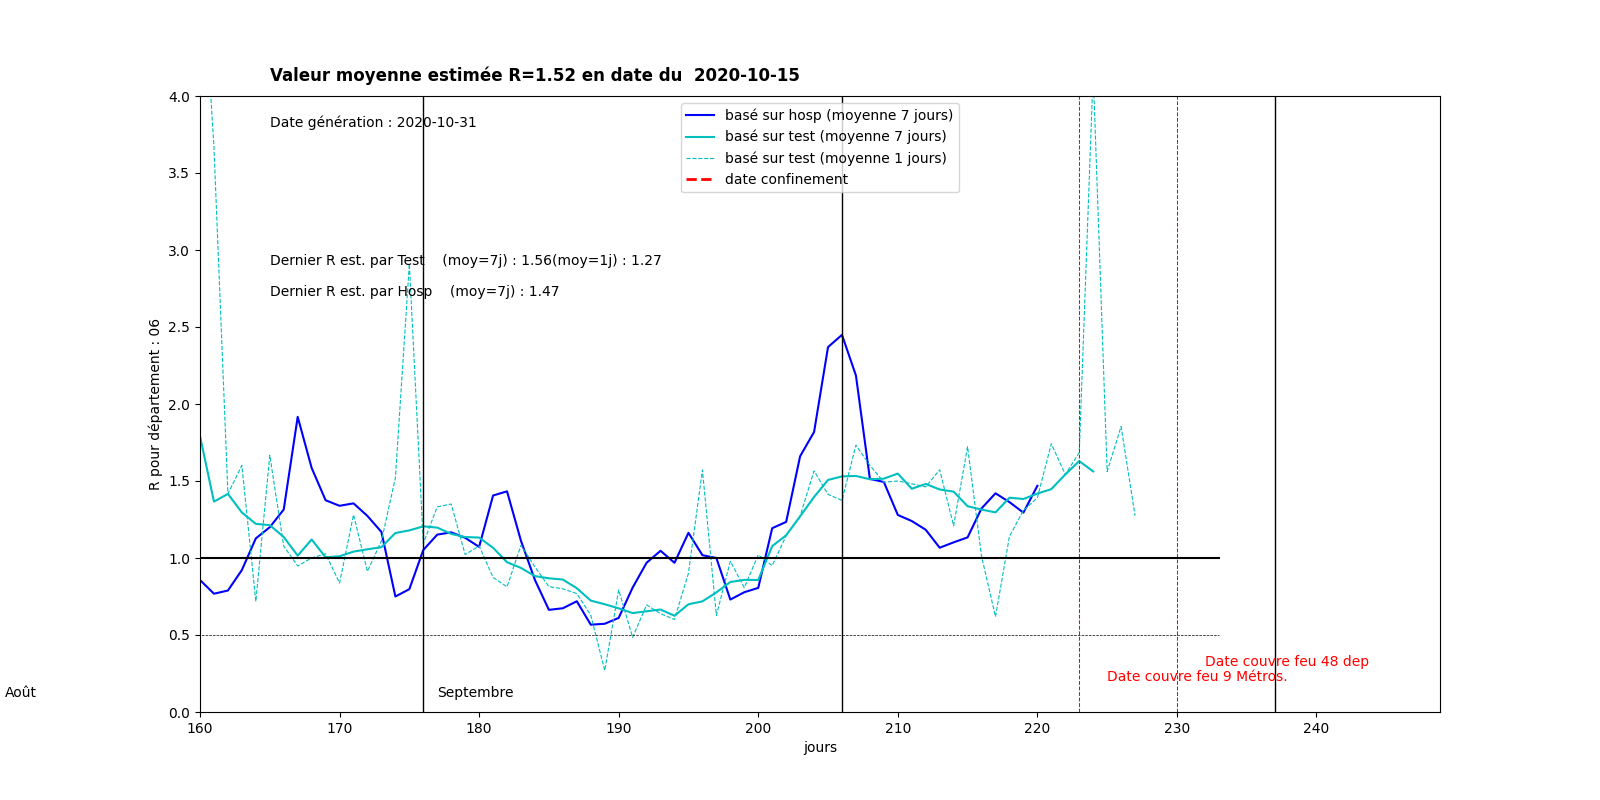 Valeur moyenne estimée R=1.52 en date du  2020-10-15
4.0
Date génération : 2020-10-31
basé sur hosp (moyenne 7 jours)
basé sur test (moyenne 7 jours)
basé sur test (moyenne 1 jours)
date confinement
3.5
3.0
Dernier R est. par Test    (moy=7j) : 1.56(moy=1j) : 1.27
Dernier R est. par Hosp    (moy=7j) : 1.47
2.5
R pour département : 06
2.0
1.5
1.0
0.5
Date couvre feu 48 dep
Date couvre feu 9 Métros.
Août
Septembre
0.0
160 170 180 190 200 210 220 230 240
jours